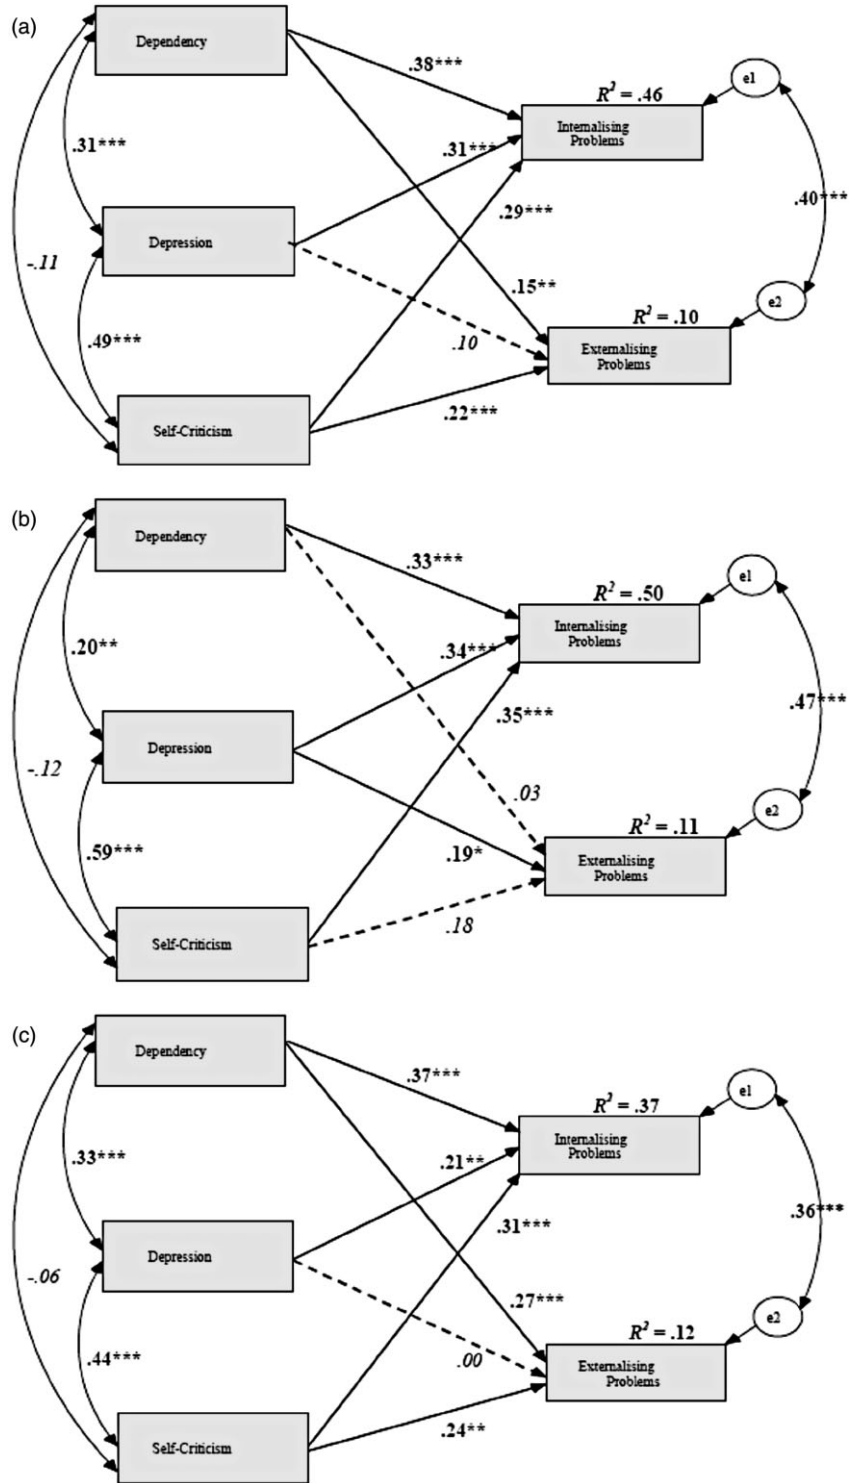 (a)
Dependency
.38***
R² = .46
e1
Internalising
Problems
.31***
.31***
.40***
.29***
Depression
-.11
.15**
e2
R² = .10
.49***
.10
Externalising
Problems
.22***
Self-Criticism
(b)
Dependency
.33***
e1
R² = .50
Internalising
Problems
.20**
.34***
.47***
.35***
Depression
-.12
.03
e2
R² = .11
.59***
.19*
Externalising
Problems
.18
Self-Criticism
(c)
Dependency
.37***
e1
R² = .37
Internalising
Problems
.33***
.21**
.36***
.31***
Depression
-.06
.27***
e2
R² = .12
.44***
.00
Externalising
Problems
.24**
Self-Criticism